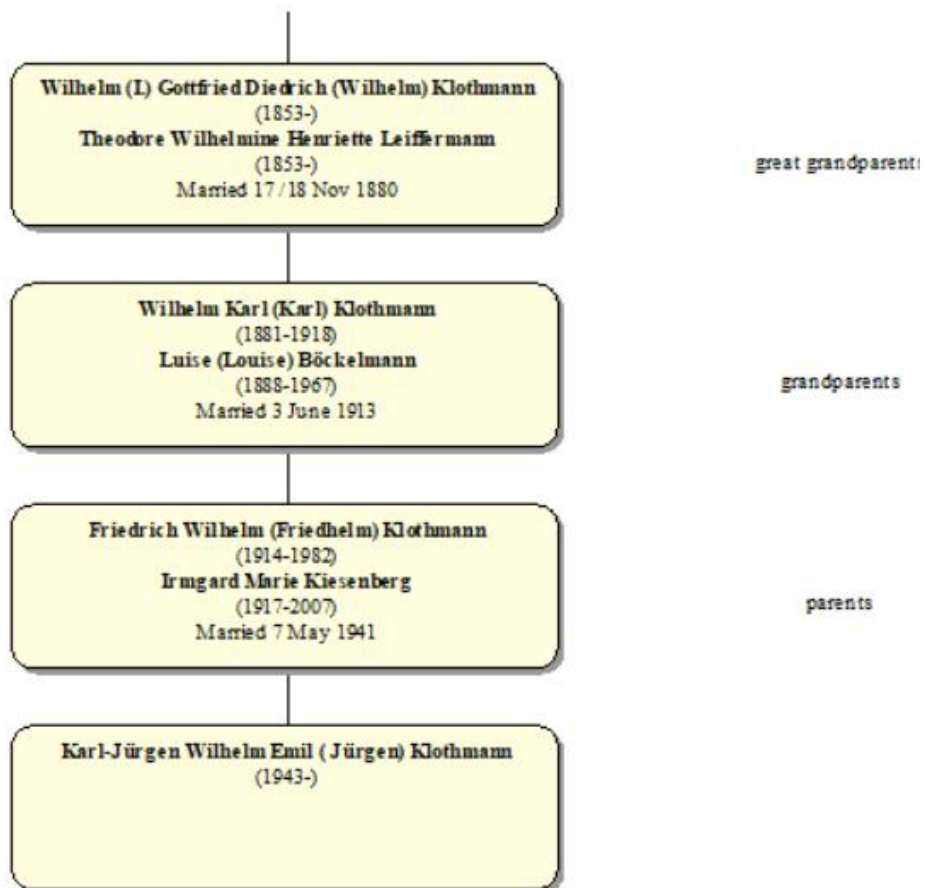 Wilhelm (I.) Gottfried Diedrich (Wilhelm) Klothmann
(1853-)
Theodore Wilhelmine Henriette Leiffermann
(1853-)
Married 17 / 18 Nov 1880
great grandparents
Wilhelm Karl (Karl) Klothmann
(1881-1918)
Luise (Louise) Böckelmann
(1888-1967)
Married 3 June 1913
grandparents
Friedrich Wilhelm (Friedhelm) Klothmann
(1914-1982)
Irmgard Marie Kiesenberg
(1917-2007)
Married 7 May 1941
parents
Karl-Jürgen Wilhelm Emil ( Jürgen) Klothmann
(1943-)